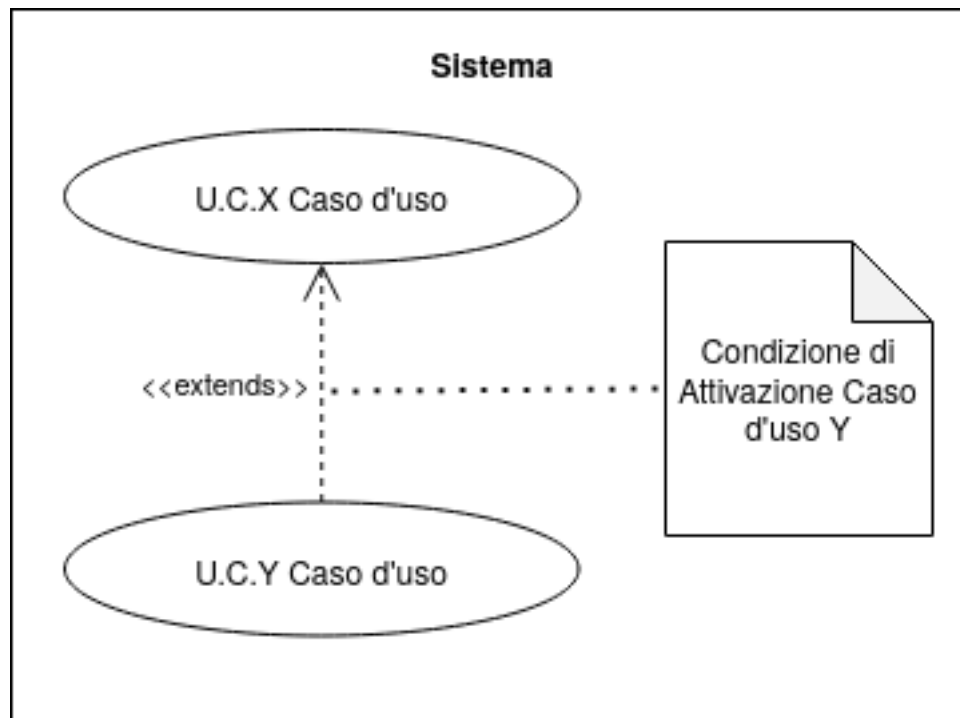 Sistema
U.C.X Caso d'uso
<<extends>>
Condizione di
Attivazione Caso
d'uso Y
U.C.Y Caso d'uso